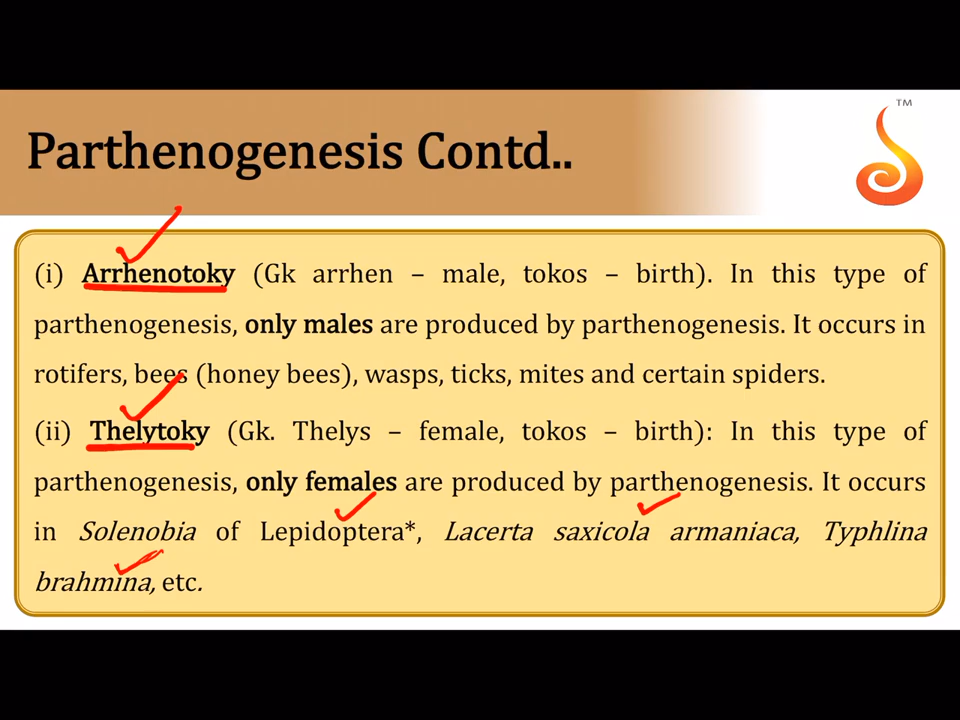 TM
Parthenogenesis Contd..
(i) Arrhenotoky (Gk arrhen – male, tokos – birth). In this type of
parthenogenesis, only males are produced by parthenogenesis. It occurs in
rotifers, bees (honey bees), wasps, ticks, mites and certain spiders.
(ii) Thelytoky (Gk. Thelys – female, tokos – birth): In this type of
parthenogenesis, only females are produced by parthenogenesis. It occurs
in Solenobia of Lepidoptera*, Lacerta saxicola armaniaca, Typhlina
brahmina, etc.